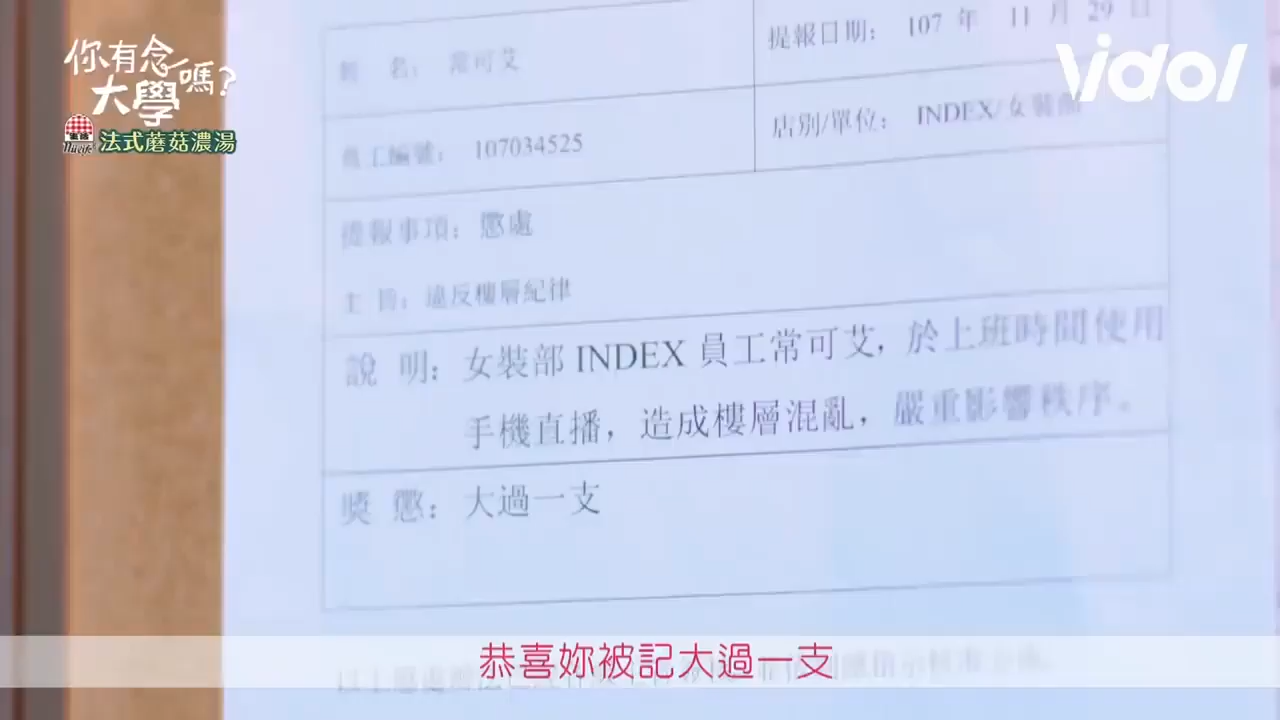 你有念
大學嗎?
法式蘑菇濃湯
Vidol
姓 名: 常可艾
提報日期: 107 年 11 月 29 日
員工編號: 107034525
店別/單位: INDEX/女裝館
提報事項: 懲處
主 旨: 違反樓層紀律
說 明: 女裝部 INDEX 員工常可艾, 於上班時間使用
手機直播, 造成樓層混亂, 嚴重影響秩序。
獎 懲: 大過一支
恭喜妳被記大過一支